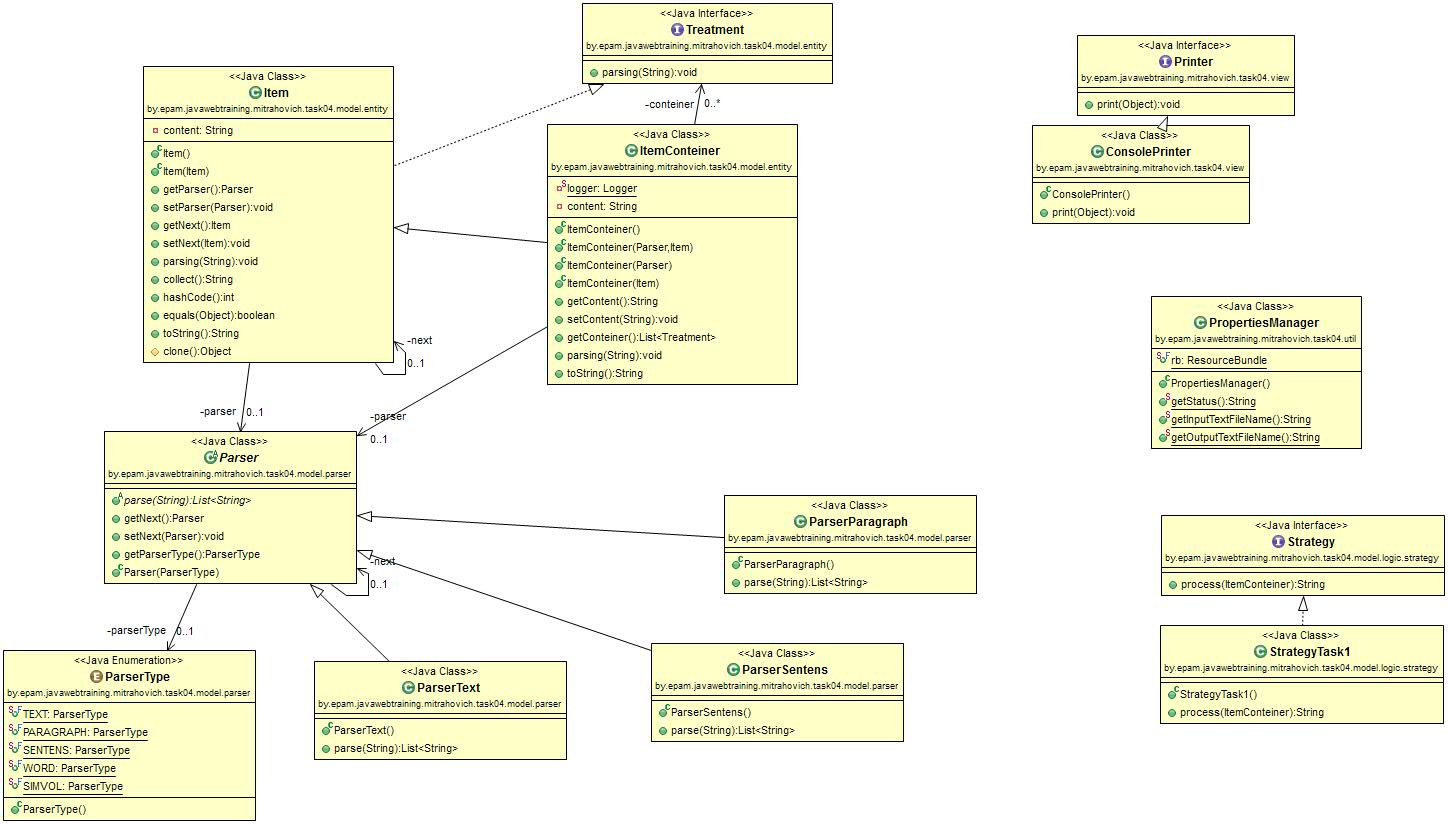 <<Java Interface>>
Treatment
by.epam.javawebtraining.mitrahovich.task04.model.entity
parsing(String):void
<<Java Class>>
Item
by.epam.javawebtraining.mitrahovich.task04.model.entity
content: String
Item()
Item(Item)
getParser():Parser
setParser(Parser):void
getNext():Item
setNext(Item):void
parsing(String):void
collect():String
hashCode():int
equals(Object):boolean
toString():String
clone():Object
-next
0..1
-conteiner
0..*
<<Java Class>>
ItemConteiner
by.epam.javawebtraining.mitrahovich.task04.model.entity
logger: Logger
content: String
ItemConteiner()
ItemConteiner(Parser,Item)
ItemConteiner(Parser)
ItemConteiner(Item)
getContent():String
setContent(String):void
getConteiner():List<Treatment>
parsing(String):void
toString():String
<<Java Interface>>
Printer
by.epam.javawebtraining.mitrahovich.task04.view
print(Object):void
<<Java Class>>
ConsolePrinter
by.epam.javawebtraining.mitrahovich.task04.view
ConsolePrinter()
print(Object):void
<<Java Class>>
PropertiesManager
by.epam.javawebtraining.mitrahovich.task04.util
rb: ResourceBundle
PropertiesManager()
getStatus():String
getInputTextFileName():String
getOutputTextFileName():String
-parser
0..1
-parser
0..1
<<Java Class>>
Parser
by.epam.javawebtraining.mitrahovich.task04.model.parser
parse(String):List<String>
getNext():Parser
setNext(Parser):void
getParserType():ParserType
Parser(ParserType)
-next
0..1
<<Java Class>>
ParserParagraph
by.epam.javawebtraining.mitrahovich.task04.model.parser
ParserParagraph()
parse(String):List<String>
<<Java Interface>>
Strategy
by.epam.javawebtraining.mitrahovich.task04.model.logic.strategy
process(ItemConteiner):String
<<Java Class>>
StrategyTask1
by.epam.javawebtraining.mitrahovich.task04.model.logic.strategy
StrategyTask1()
process(ItemConteiner):String
-parserType
0..1
<<Java Enumeration>>
ParserType
by.epam.javawebtraining.mitrahovich.task04.model.parser
TEXT: ParserType
PARAGRAPH: ParserType
SENTENS: ParserType
WORD: ParserType
SIMVOL: ParserType
ParserType()
<<Java Class>>
ParserText
by.epam.javawebtraining.mitrahovich.task04.model.parser
ParserText()
parse(String):List<String>
<<Java Class>>
ParserSentens
by.epam.javawebtraining.mitrahovich.task04.model.parser
ParserSentens()
parse(String):List<String>